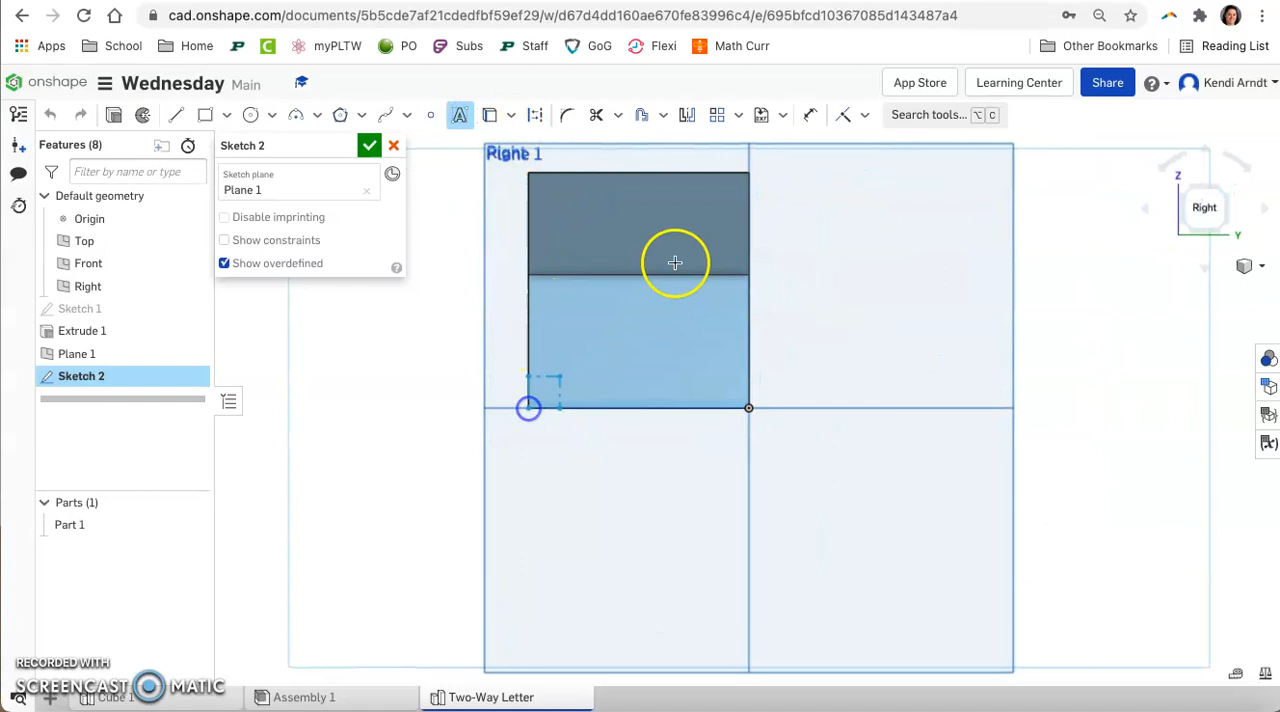 cad.onshape.com/documents/5b5cde7af21cdedfbf59ef29/w/d67d4dd160ae670fe83996c4/e/695bfcd10367085d143487a4
Apps School Home P C myPLTW PO Subs Staff GoG Flexi Math Curr Other Bookmarks Reading List
onshape Wednesday Main App Store Learning Center Share Kendi Arndt
Search tools... C
Features (8)
Filter by name or type
Default geometry
Origin
Top
Front
Right
Sketch 1
Extrude 1
Plane 1
Sketch 2
Parts (1)
Part 1
Sketch 2
Sketch plane
Plane 1
Disable imprinting
Show constraints
Show overdefined
Z
Right
Y
RECORDED WITH
SCREENCAST MATIC
Cube 1 Assembly 1 Two-Way Letter